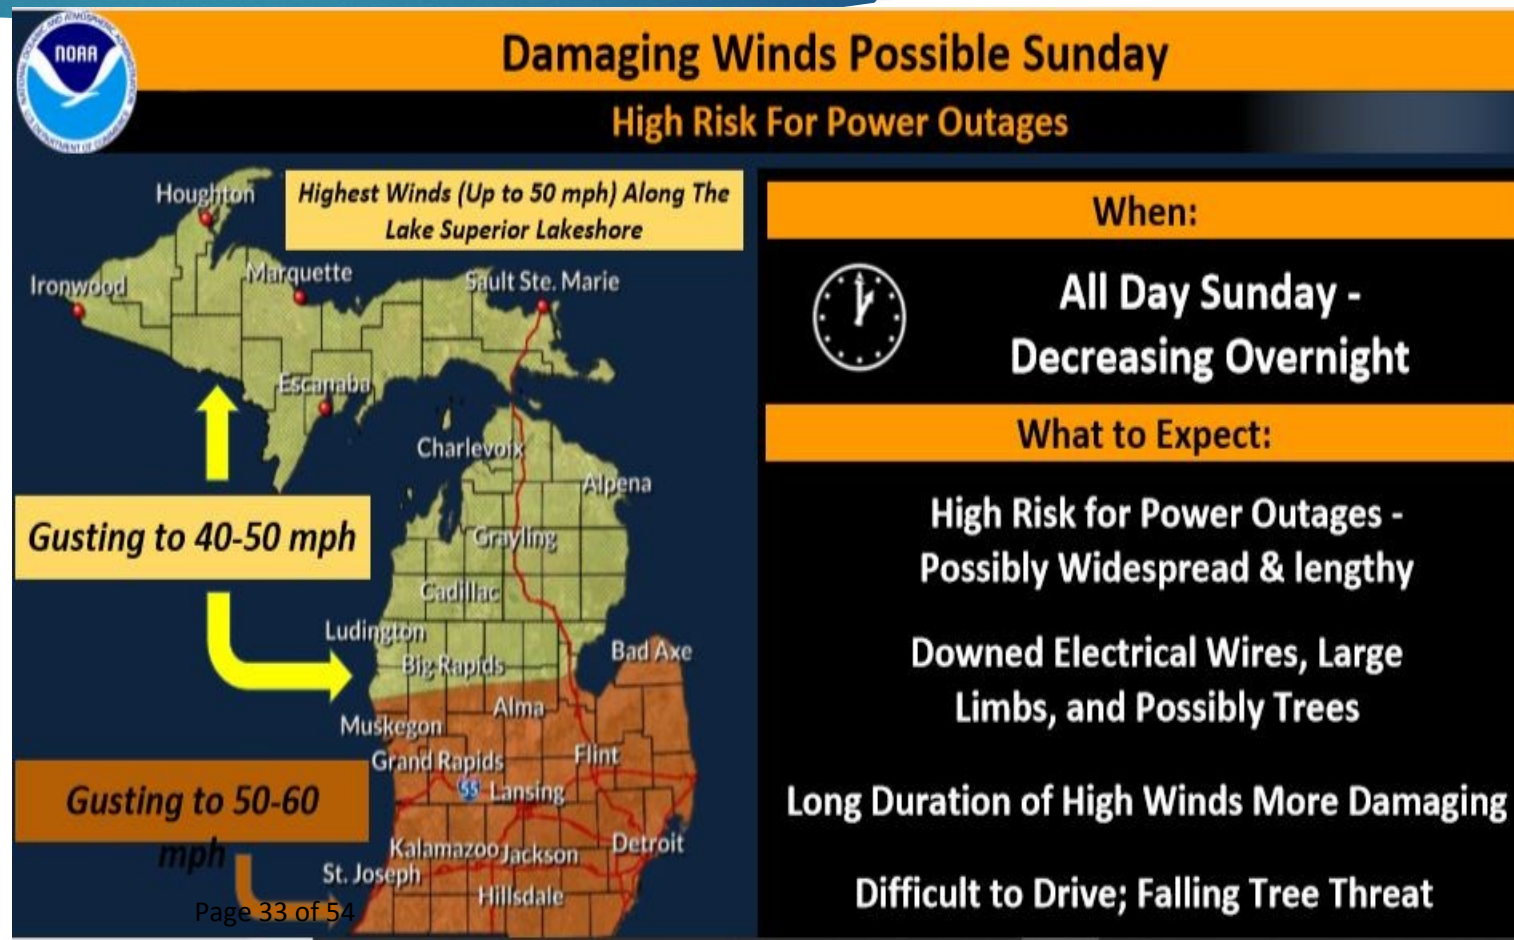 NOAA
Damaging Winds Possible Sunday
High Risk For Power Outages
Highest Winds (Up to 50 mph) Along The
Lake Superior Lakeshore
Houghton
Ironwood
Marquette
Sault Ste. Marie
Escanaba
Charlevoix
Alpena
Gusting to 40-50 mph
Grayling
Cadillac
Ludington
Big Rapids
Bad Axe
Alma
Muskegon
Grand Rapids
Flint
55
Lansing
Gusting to 50-60
mph
Kalamazoo
Jackson
Detroit
St. Joseph
Hillsdale
Page 33 of 54
When:
All Day Sunday -
Decreasing Overnight
What to Expect:
High Risk for Power Outages -
Possibly Widespread & lengthy
Downed Electrical Wires, Large
Limbs, and Possibly Trees
Long Duration of High Winds More Damaging
Difficult to Drive; Falling Tree Threat